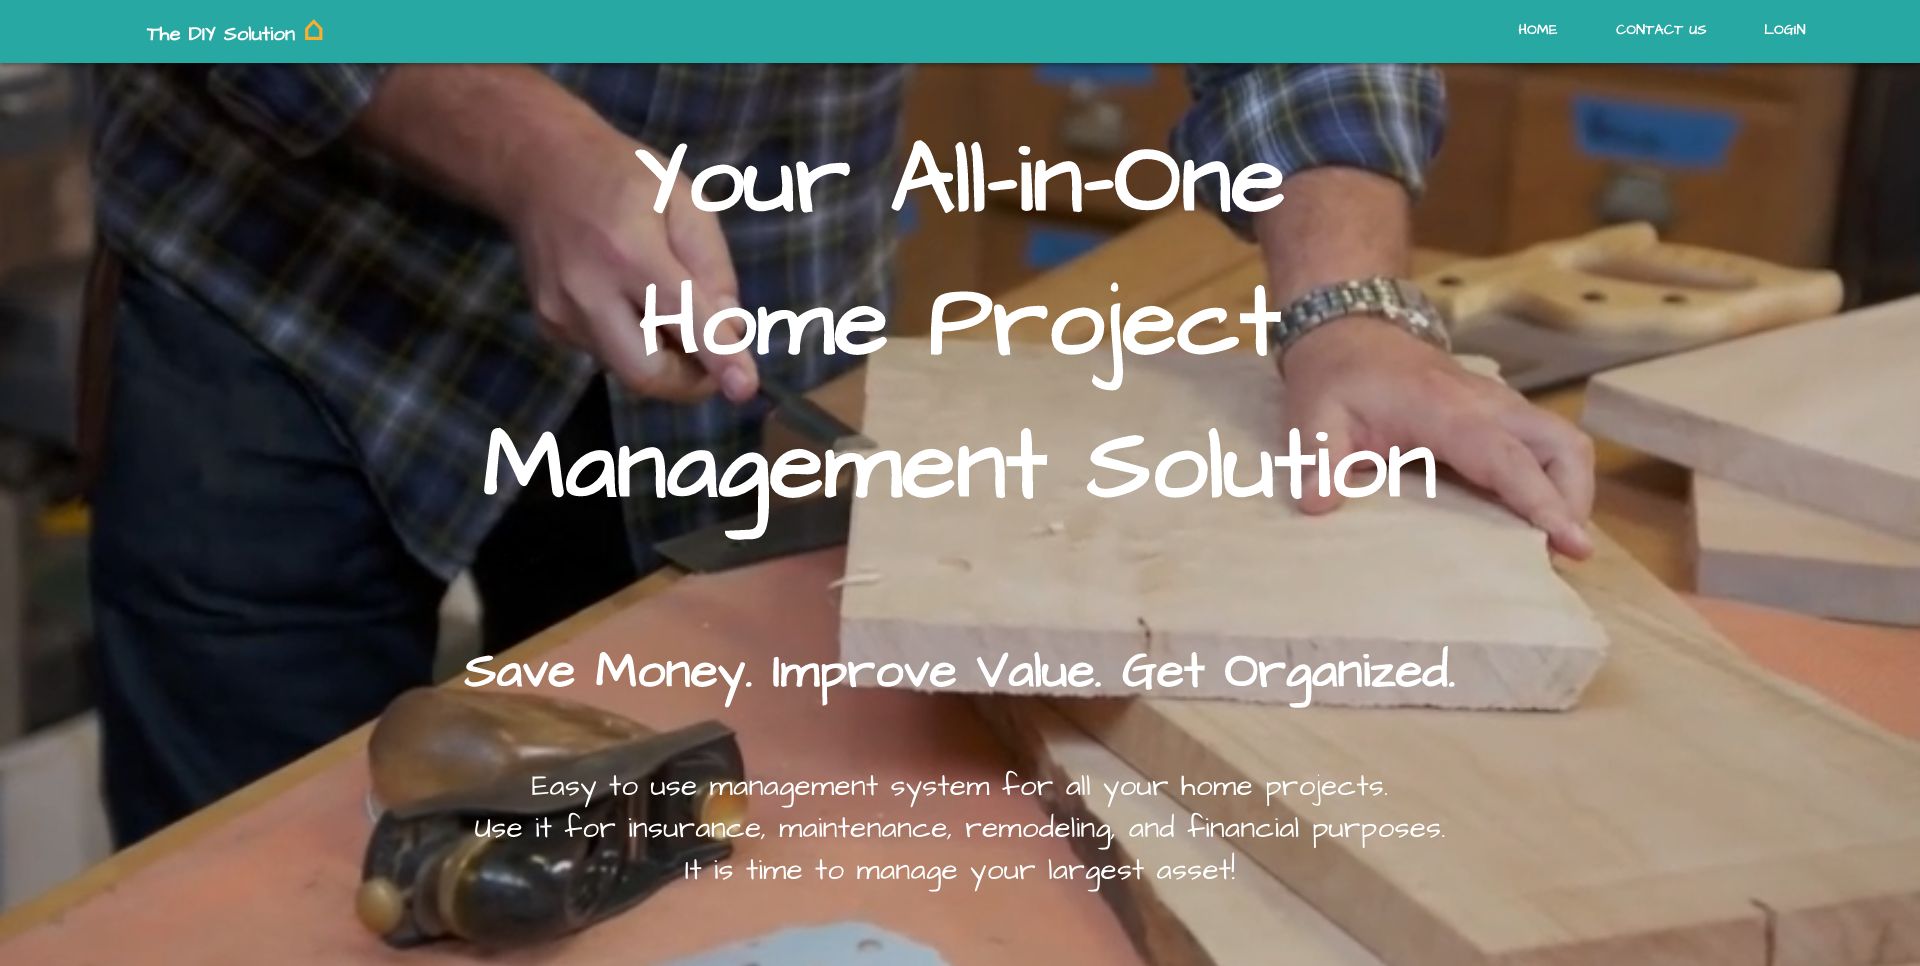 The DIY Solution
HOME CONTACT US LOGIN
Your All-in-One
Home Project
Management Solution
Save Money. Improve Value. Get Organized.
Easy to use management system for all your home projects.
Use it for insurance, maintenance, remodeling, and financial purposes.
It is time to manage your largest asset!